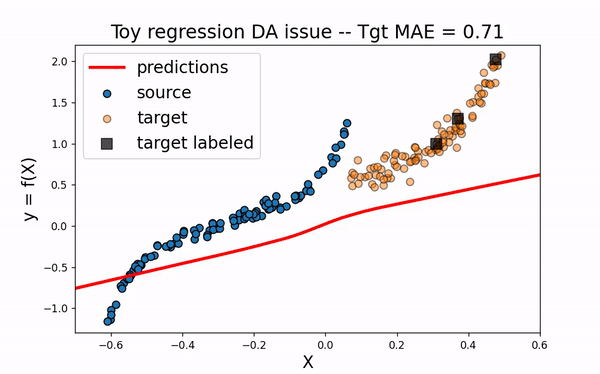 Toy regression DA issue -- Tgt MAE = 0.71
predictions
source
target
target labeled
y = f(X)
2.0
1.5
1.0
0.5
0.0
−0.5
−1.0
−0.6
−0.4
−0.2
0.0
0.2
0.4
0.6
X